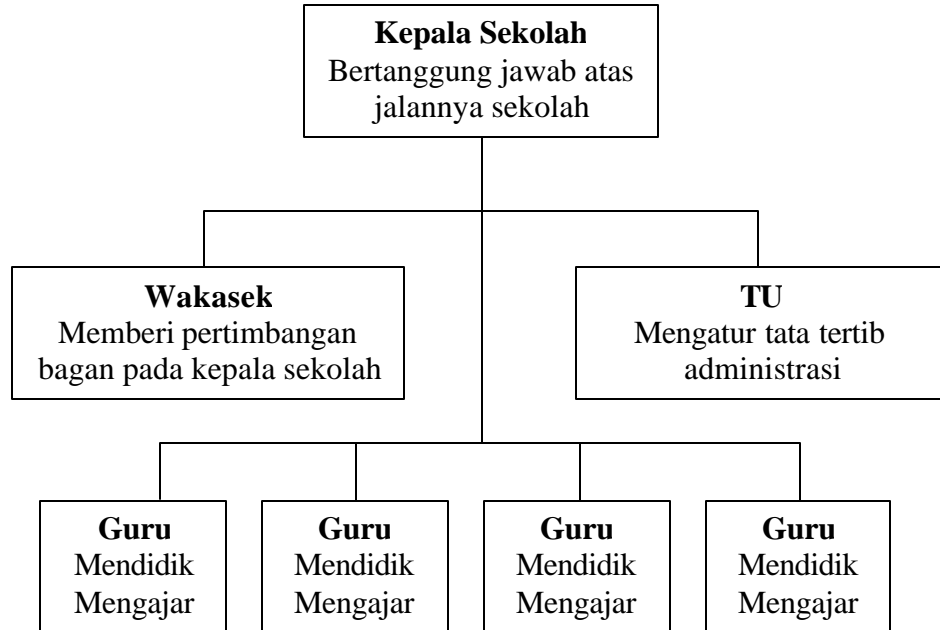 Kepala Sekolah
Bertanggung jawab atas
jalannya sekolah
Wakasek
Memberi pertimbangan
bagan pada kepala sekolah
TU
Mengatur tata tertib
administrasi
Guru
Mendidik
Mengajar
Guru
Mendidik
Mengajar
Guru
Mendidik
Mengajar
Guru
Mendidik
Mengajar